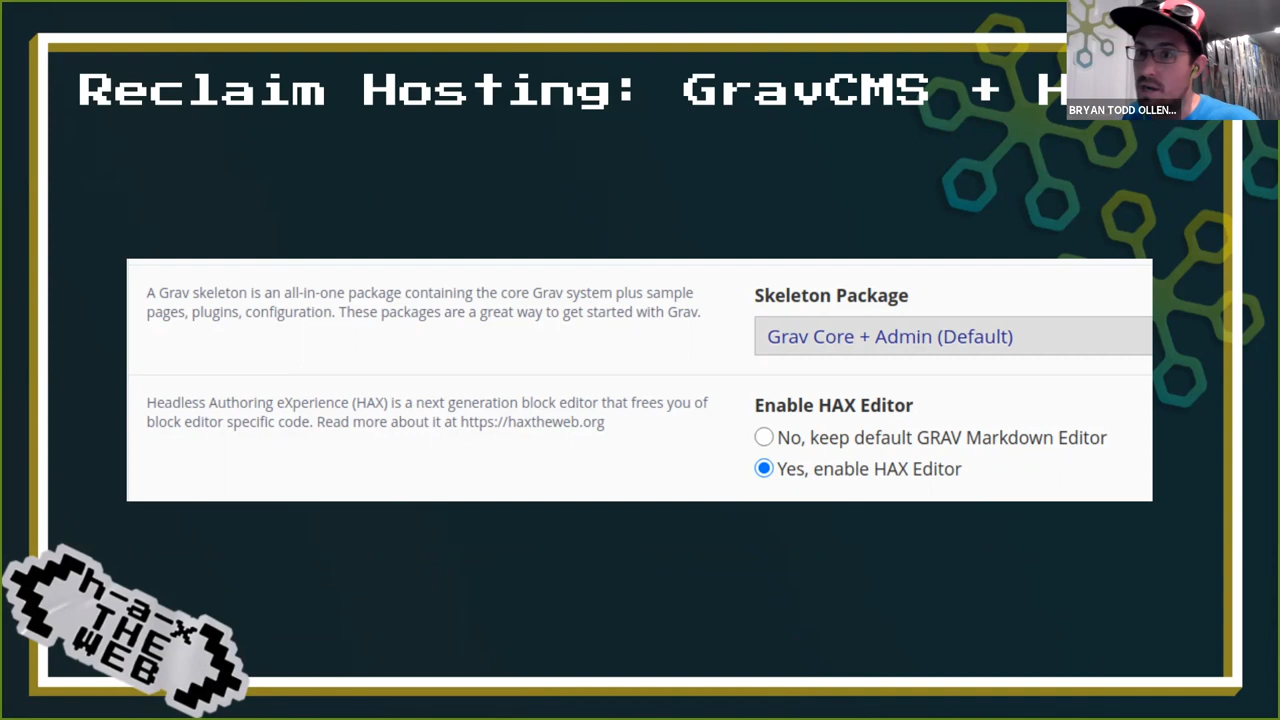 Reclaim Hosting: GravCMS + H
BRYAN TODD OLLEN...
A Grav skeleton is an all-in-one package containing the core Grav system plus sample
pages, plugins, configuration. These packages are a great way to get started with Grav.
Skeleton Package
Grav Core + Admin (Default)
Headless Authoring eXperience (HAX) is a next generation block editor that frees you of
block editor specific code. Read more about it at https://haxtheweb.org
Enable HAX Editor
No, keep default GRAV Markdown Editor
Yes, enable HAX Editor
h-a-x
THE
WEB